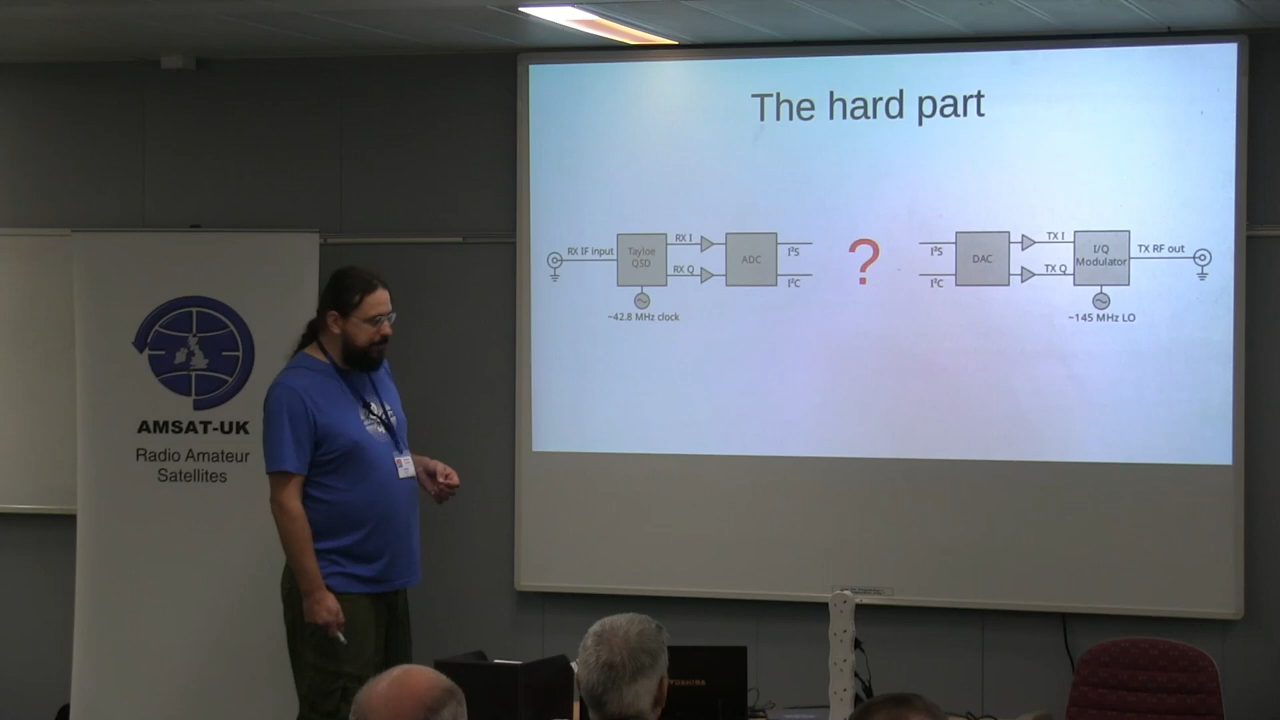 The hard part
RX IF input
Tayloe
QSD
RX I
RX Q
ADC
I²S
I²C
~42.8 MHz clock
?
I²S
I²C
DAC
TX I
TX Q
I/Q
Modulator
TX RF out
~145 MHz LO
AMSAT-UK
Radio Amateur
Satellites
TOSHIBA